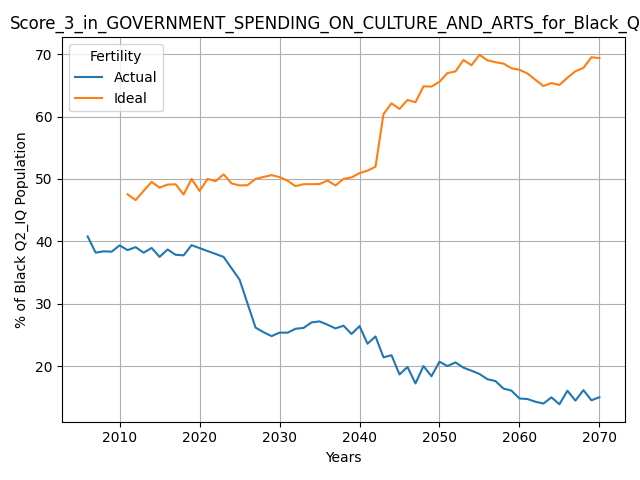 Score_3_in_GOVERNMENT_SPENDING_ON_CULTURE_AND_ARTS_for_Black_Q
Fertility
Actual
Ideal
% of Black Q2_IQ Population
70
60
50
40
30
20
2010 2020 2030 2040 2050 2060 2070
Years